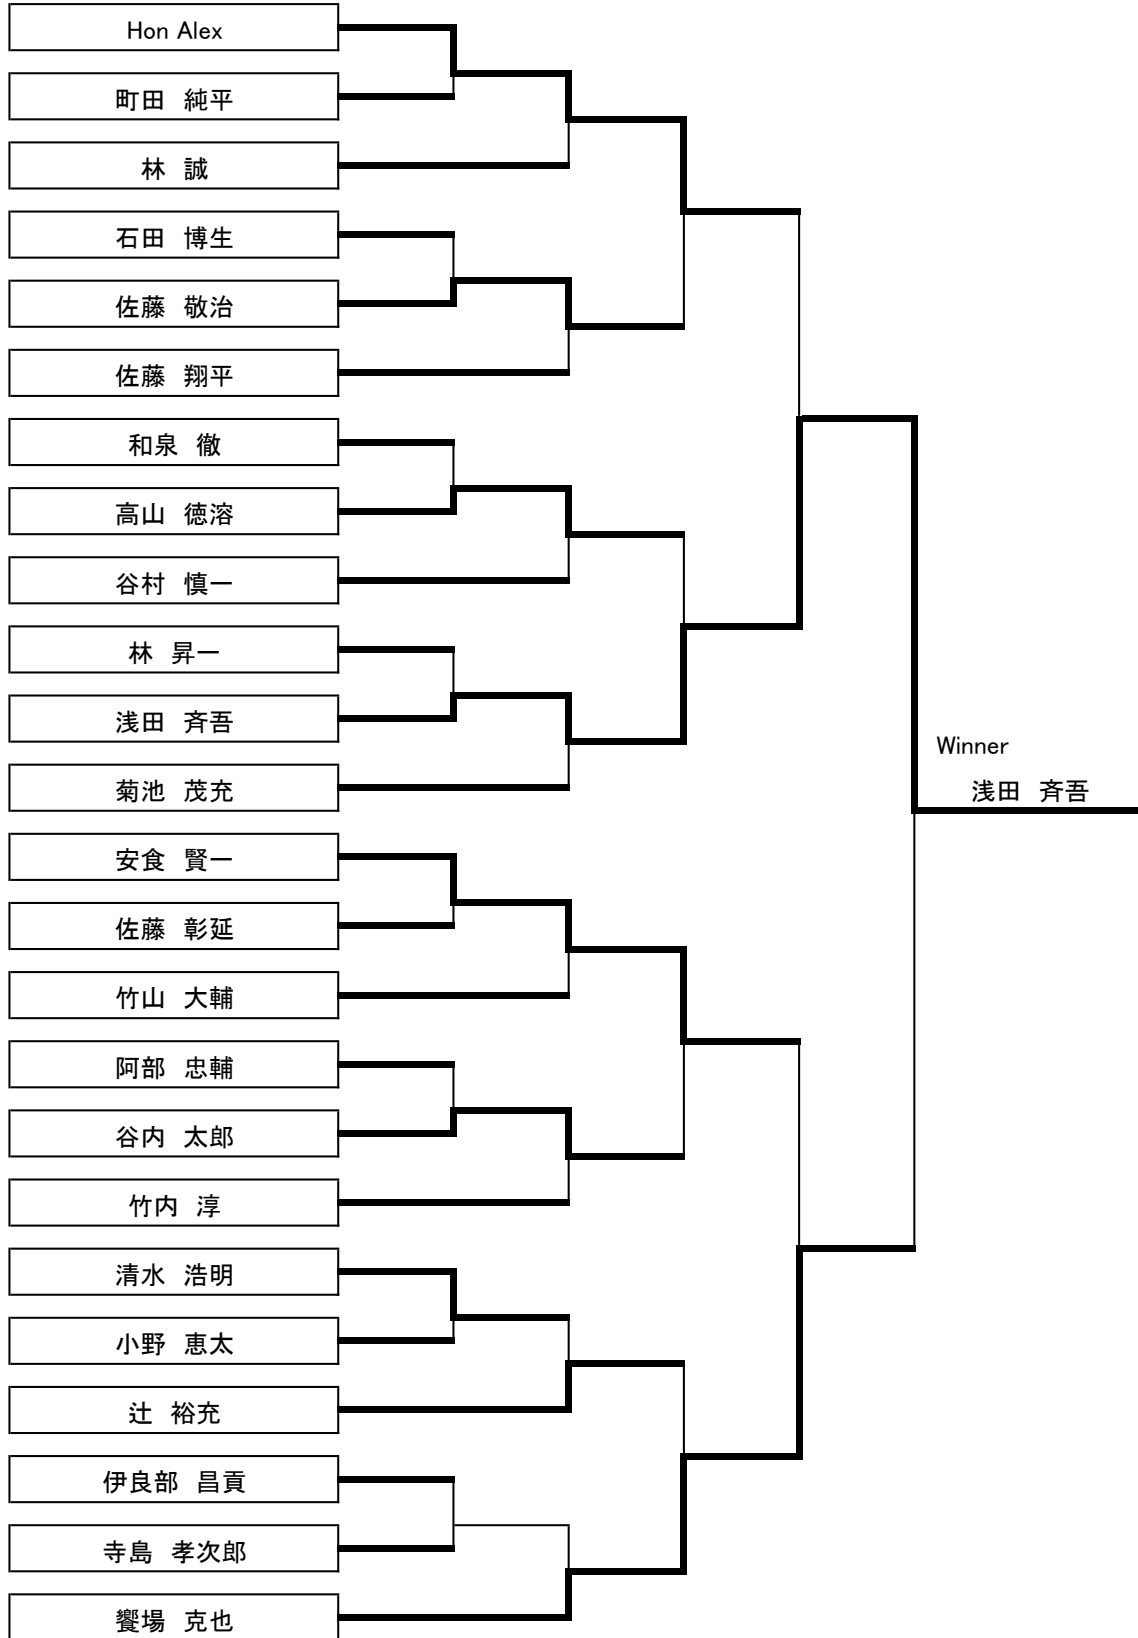 Hon Alex
町田　純平
林　誠
石田　博生
佐藤　敬治
佐藤　翔平
和泉　徹
高山　徳溶
谷村　慎一
林　昇一
浅田　斉吾
菊池　茂充
安食　賢一
佐藤　彰延
竹山　大輔
阿部　忠輔
谷内　太郎
竹内　淳
清水　浩明
小野　恵太
辻　裕充
伊良部　昌貢
寺島　孝次郎
饗場　克也
Winner
浅田　斉吾